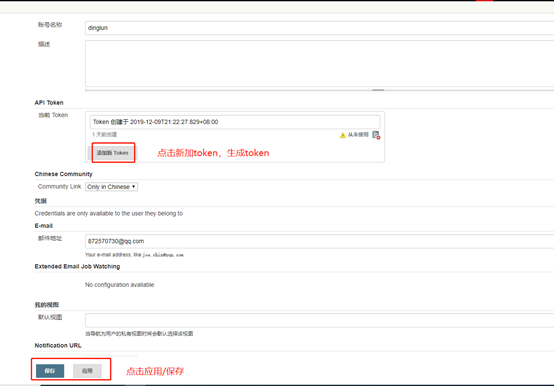 账号名称
dinglun
描述
API Token
当前 Token
Token 创建于 2019-12-09T21:22:27.829+08:00
1 天前创建
从未使用
添加新 Token
点击新加token，生成token
Chinese Community
Community Link
Only in Chinese
凭据
Credentials are only available to the user they belong to
E-mail
邮件地址
872570730@qq.com
Your e-mail address, like joe.chin@sun.com
Extended Email Job Watching
No configuration available
我的视图
默认视图
当导航为用户的私有视图时将会默认选择该视图
Notification URL
保存
应用
点击应用/保存